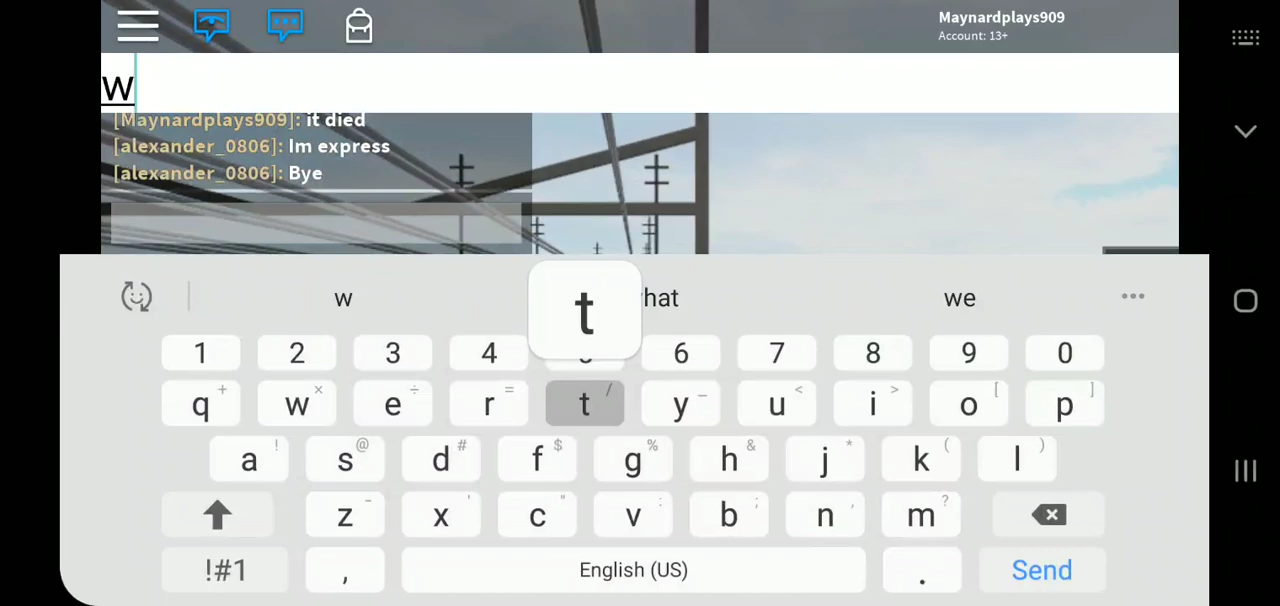 Maynardplays909
Account: 13+
w
[Maynardplays909]: it died
[alexander_0806]: Im express
[alexander_0806]: Bye
w hat we
t
1 2 3 4 6 7 8 9 0
q + w × e ÷ r = t / y _ u < i > o [ p ]
a ! s @ d # f $ g % h & j * k ( l )
z - x ' c " v : b ; n , m ?
!#1 , English (US) . Send